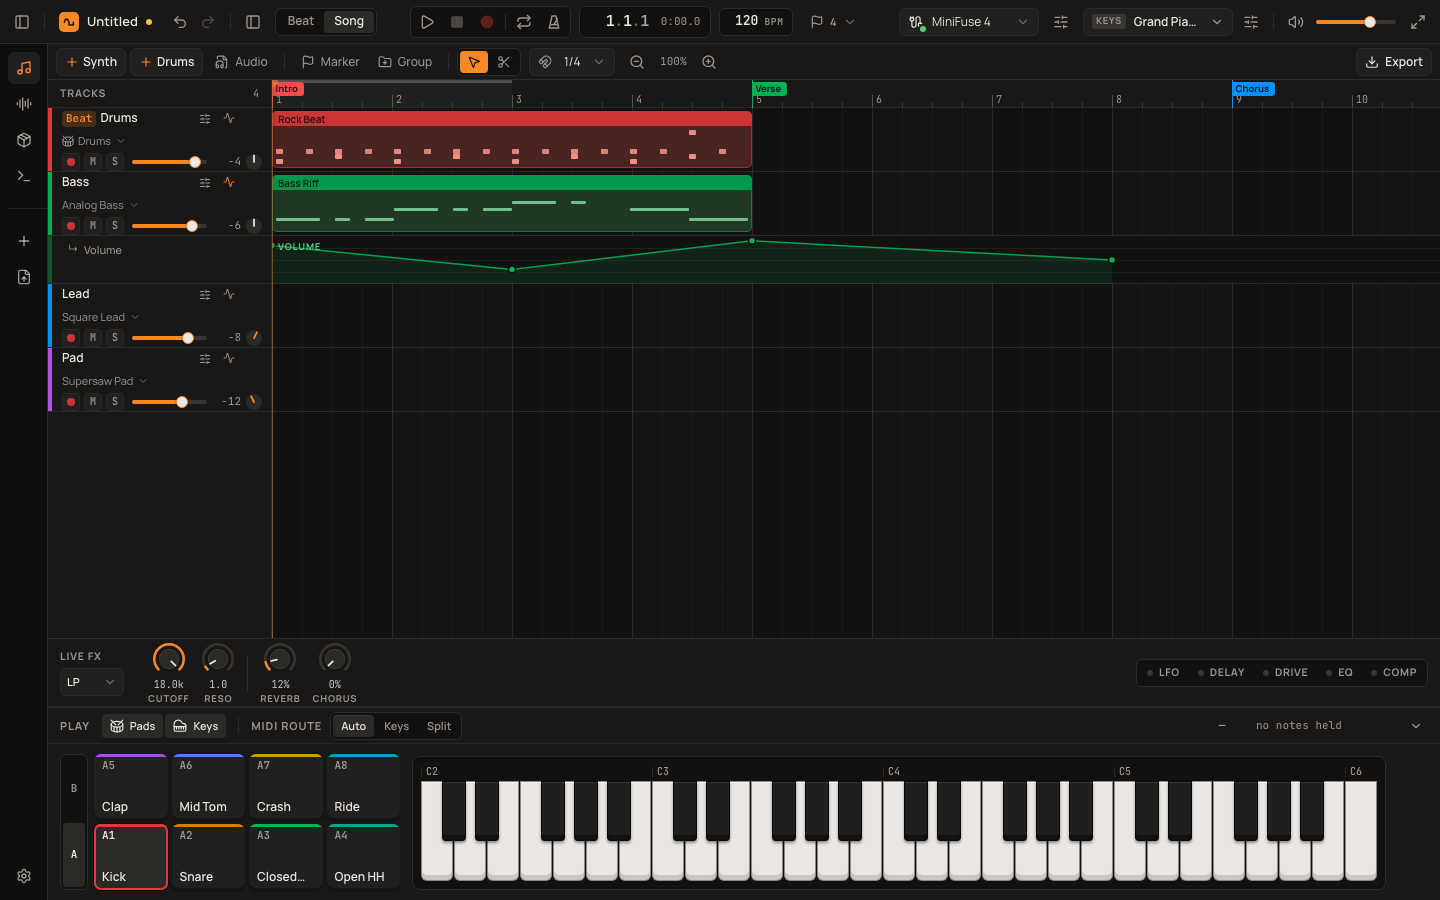 Untitled
Beat Song
1.1.1 0:00.0
120 BPM
4
MiniFuse 4
KEYS Grand Pia...
Synth
Drums
Audio
Marker
Group
1/4
100%
Export
TRACKS 4
Intro
Verse
Chorus
1 2 3 4 5 6 7 8 9 10
Beat Drums
Drums
M S -4
Rock Beat
Bass
Analog Bass
M S -6
Bass Riff
Volume
VOLUME
Lead
Square Lead
M S -8
Pad
Supersaw Pad
M S -12
LIVE FX
LP
18.0k 1.0 12% 0%
CUTOFF RESO REVERB CHORUS
LFO DELAY DRIVE EQ COMP
PLAY Pads Keys MIDI ROUTE Auto Keys Split
— no notes held
B
A
A5 A6 A7 A8
Clap Mid Tom Crash Ride
A1 A2 A3 A4
Kick Snare Closed... Open HH
C2 C3 C4 C5 C6